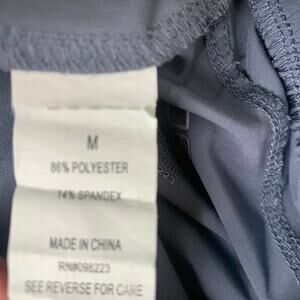 M
86% POLYESTER
14% SPANDEX
MADE IN CHINA
RN#098223
SEE REVERSE FOR CARE